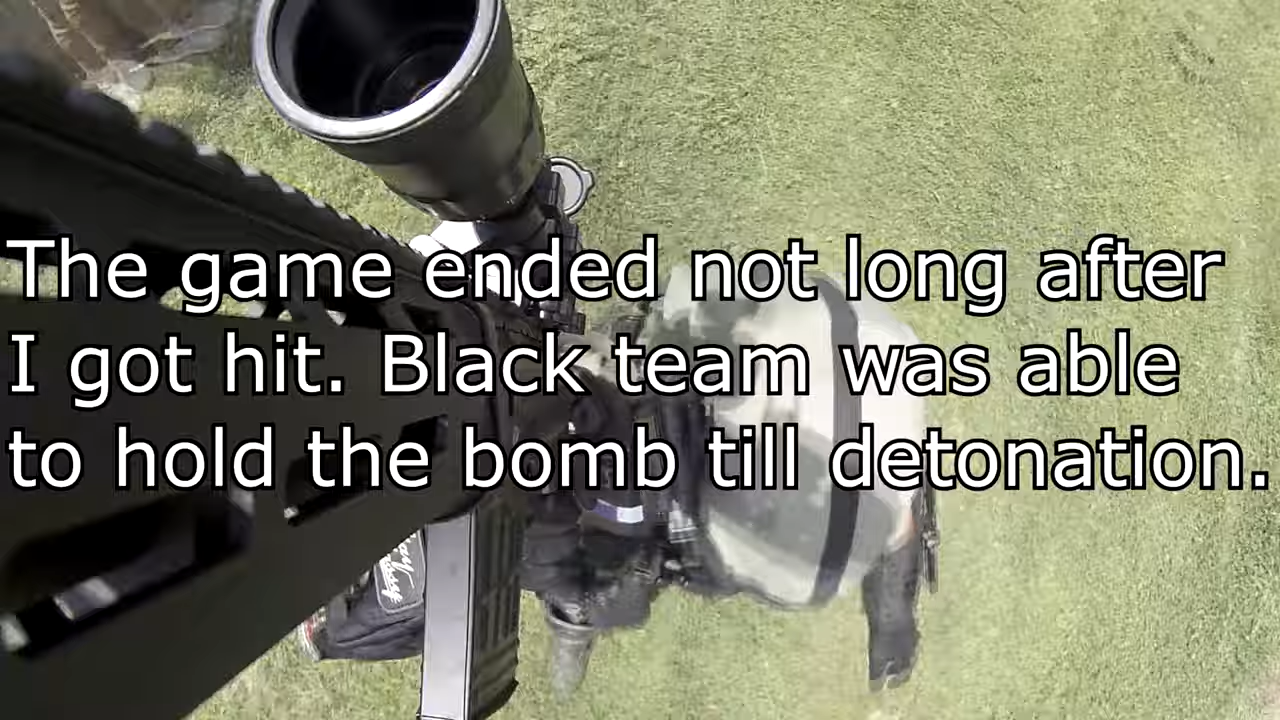 The game ended not long after
I got hit. Black team was able
to hold the bomb till detonation.